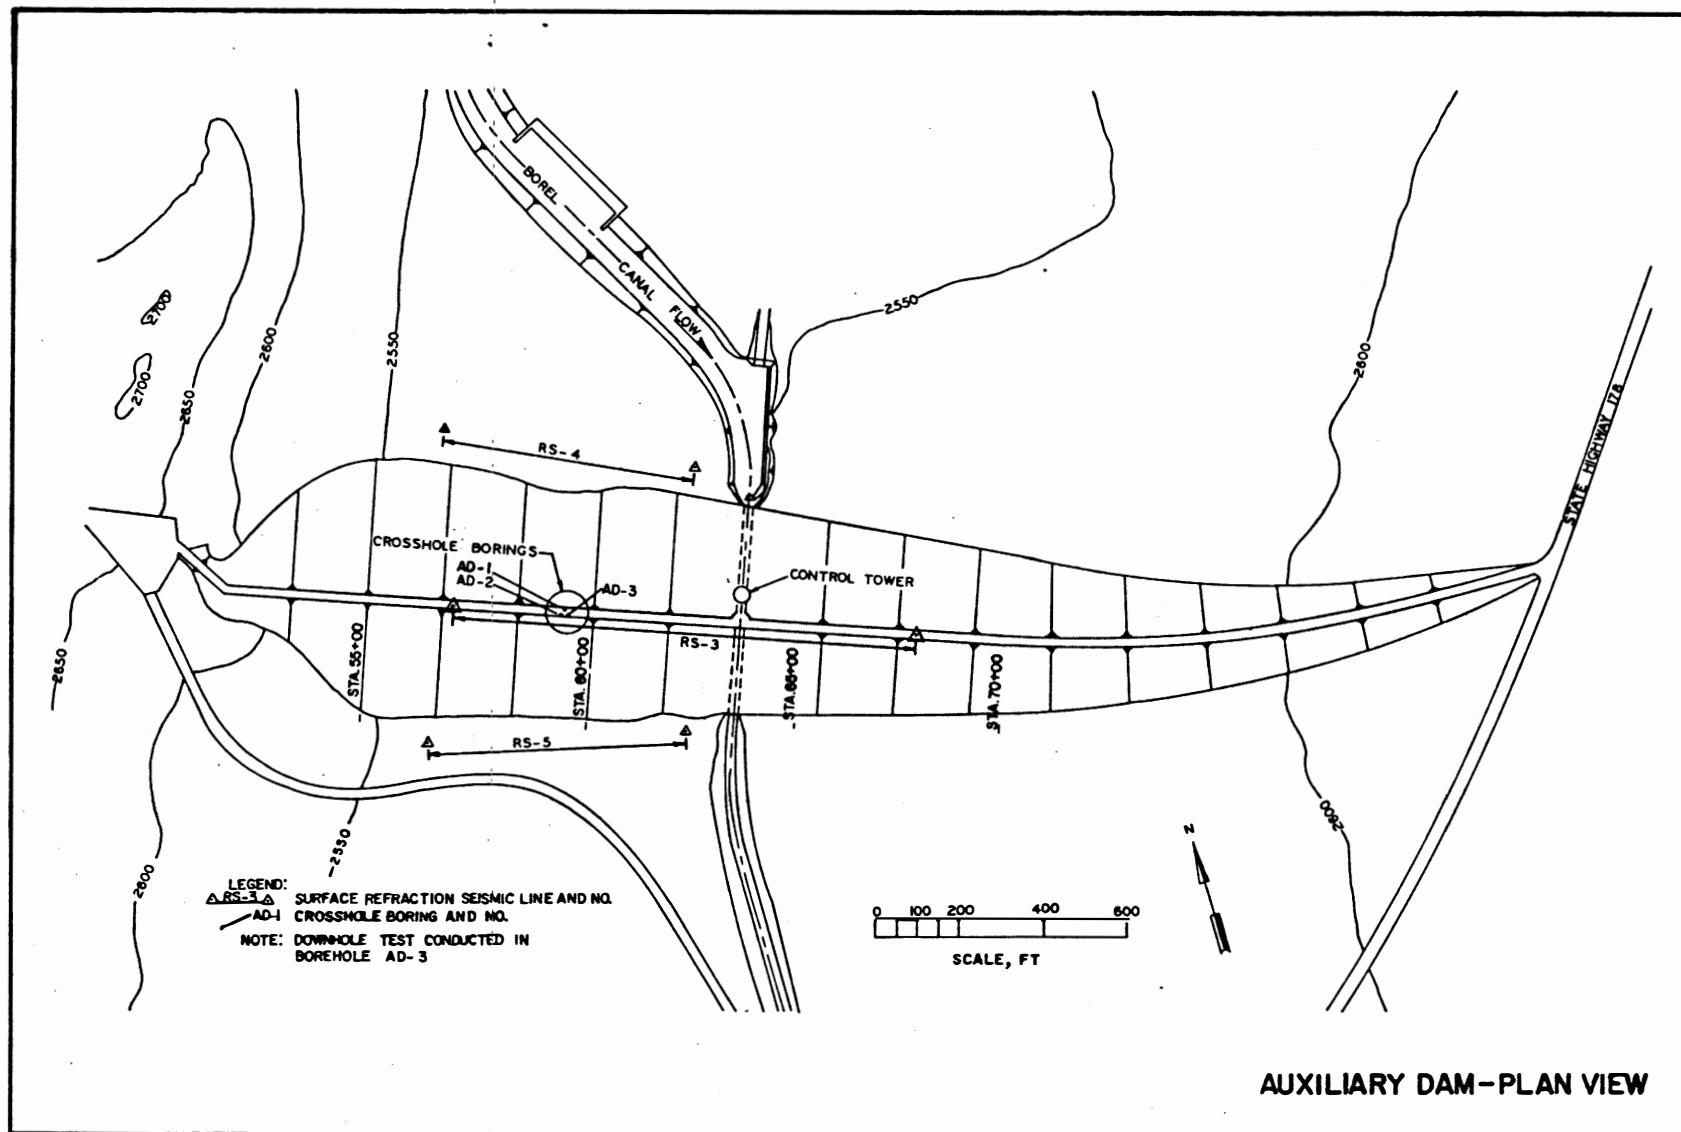 BOREL
CANAL
FLOW
2700
2700
2650
2600
2550
2550
2600
STATE HIGHWAY 178
RS-4
CROSSHOLE BORINGS
AD-1
AD-2
AD-3
CONTROL TOWER
RS-3
STA.55+00
STA.60+00
STA.65+00
STA.70+00
2650
RS-5
2550
2600
2600
N
LEGEND:
RS-3 SURFACE REFRACTION SEISMIC LINE AND NO.
AD-1 CROSSHOLE BORING AND NO.
NOTE: DOWNHOLE TEST CONDUCTED IN
BOREHOLE AD-3
0 100 200 400 600
SCALE, FT
AUXILIARY DAM-PLAN VIEW